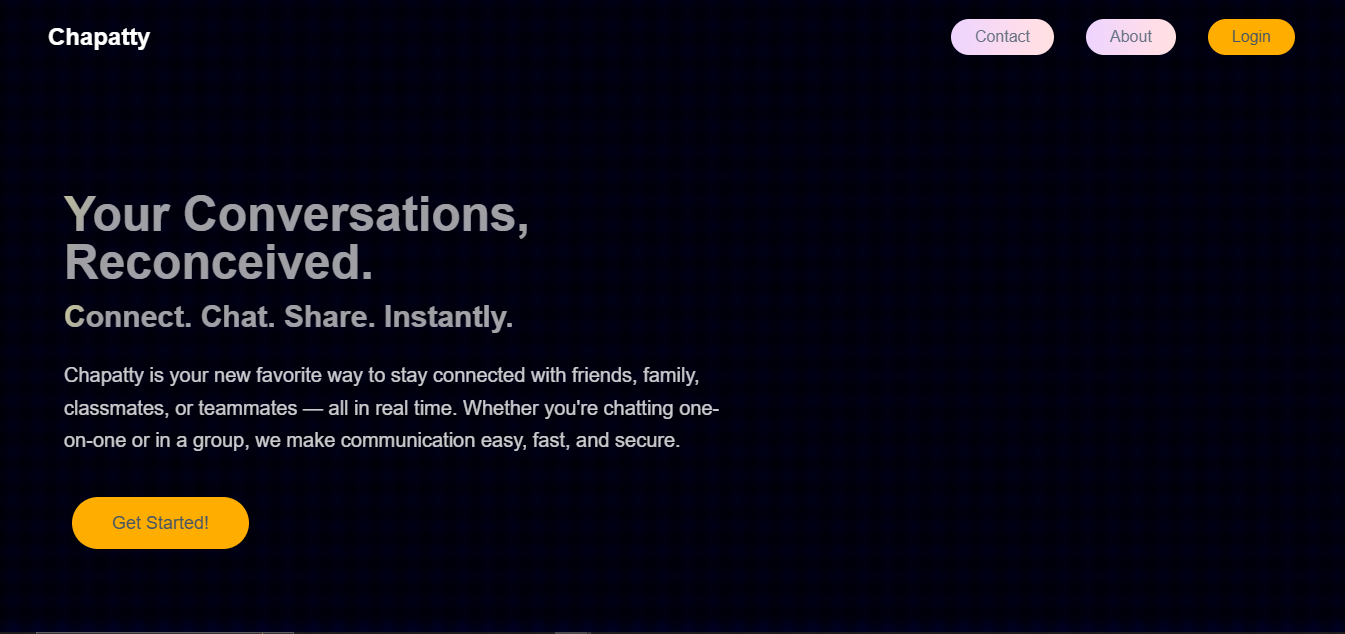 Chapatty
Contact
About
Login
Your Conversations,
Reconceived.
Connect. Chat. Share. Instantly.
Chapatty is your new favorite way to stay connected with friends, family,
classmates, or teammates — all in real time. Whether you're chatting one-
on-one or in a group, we make communication easy, fast, and secure.
Get Started!